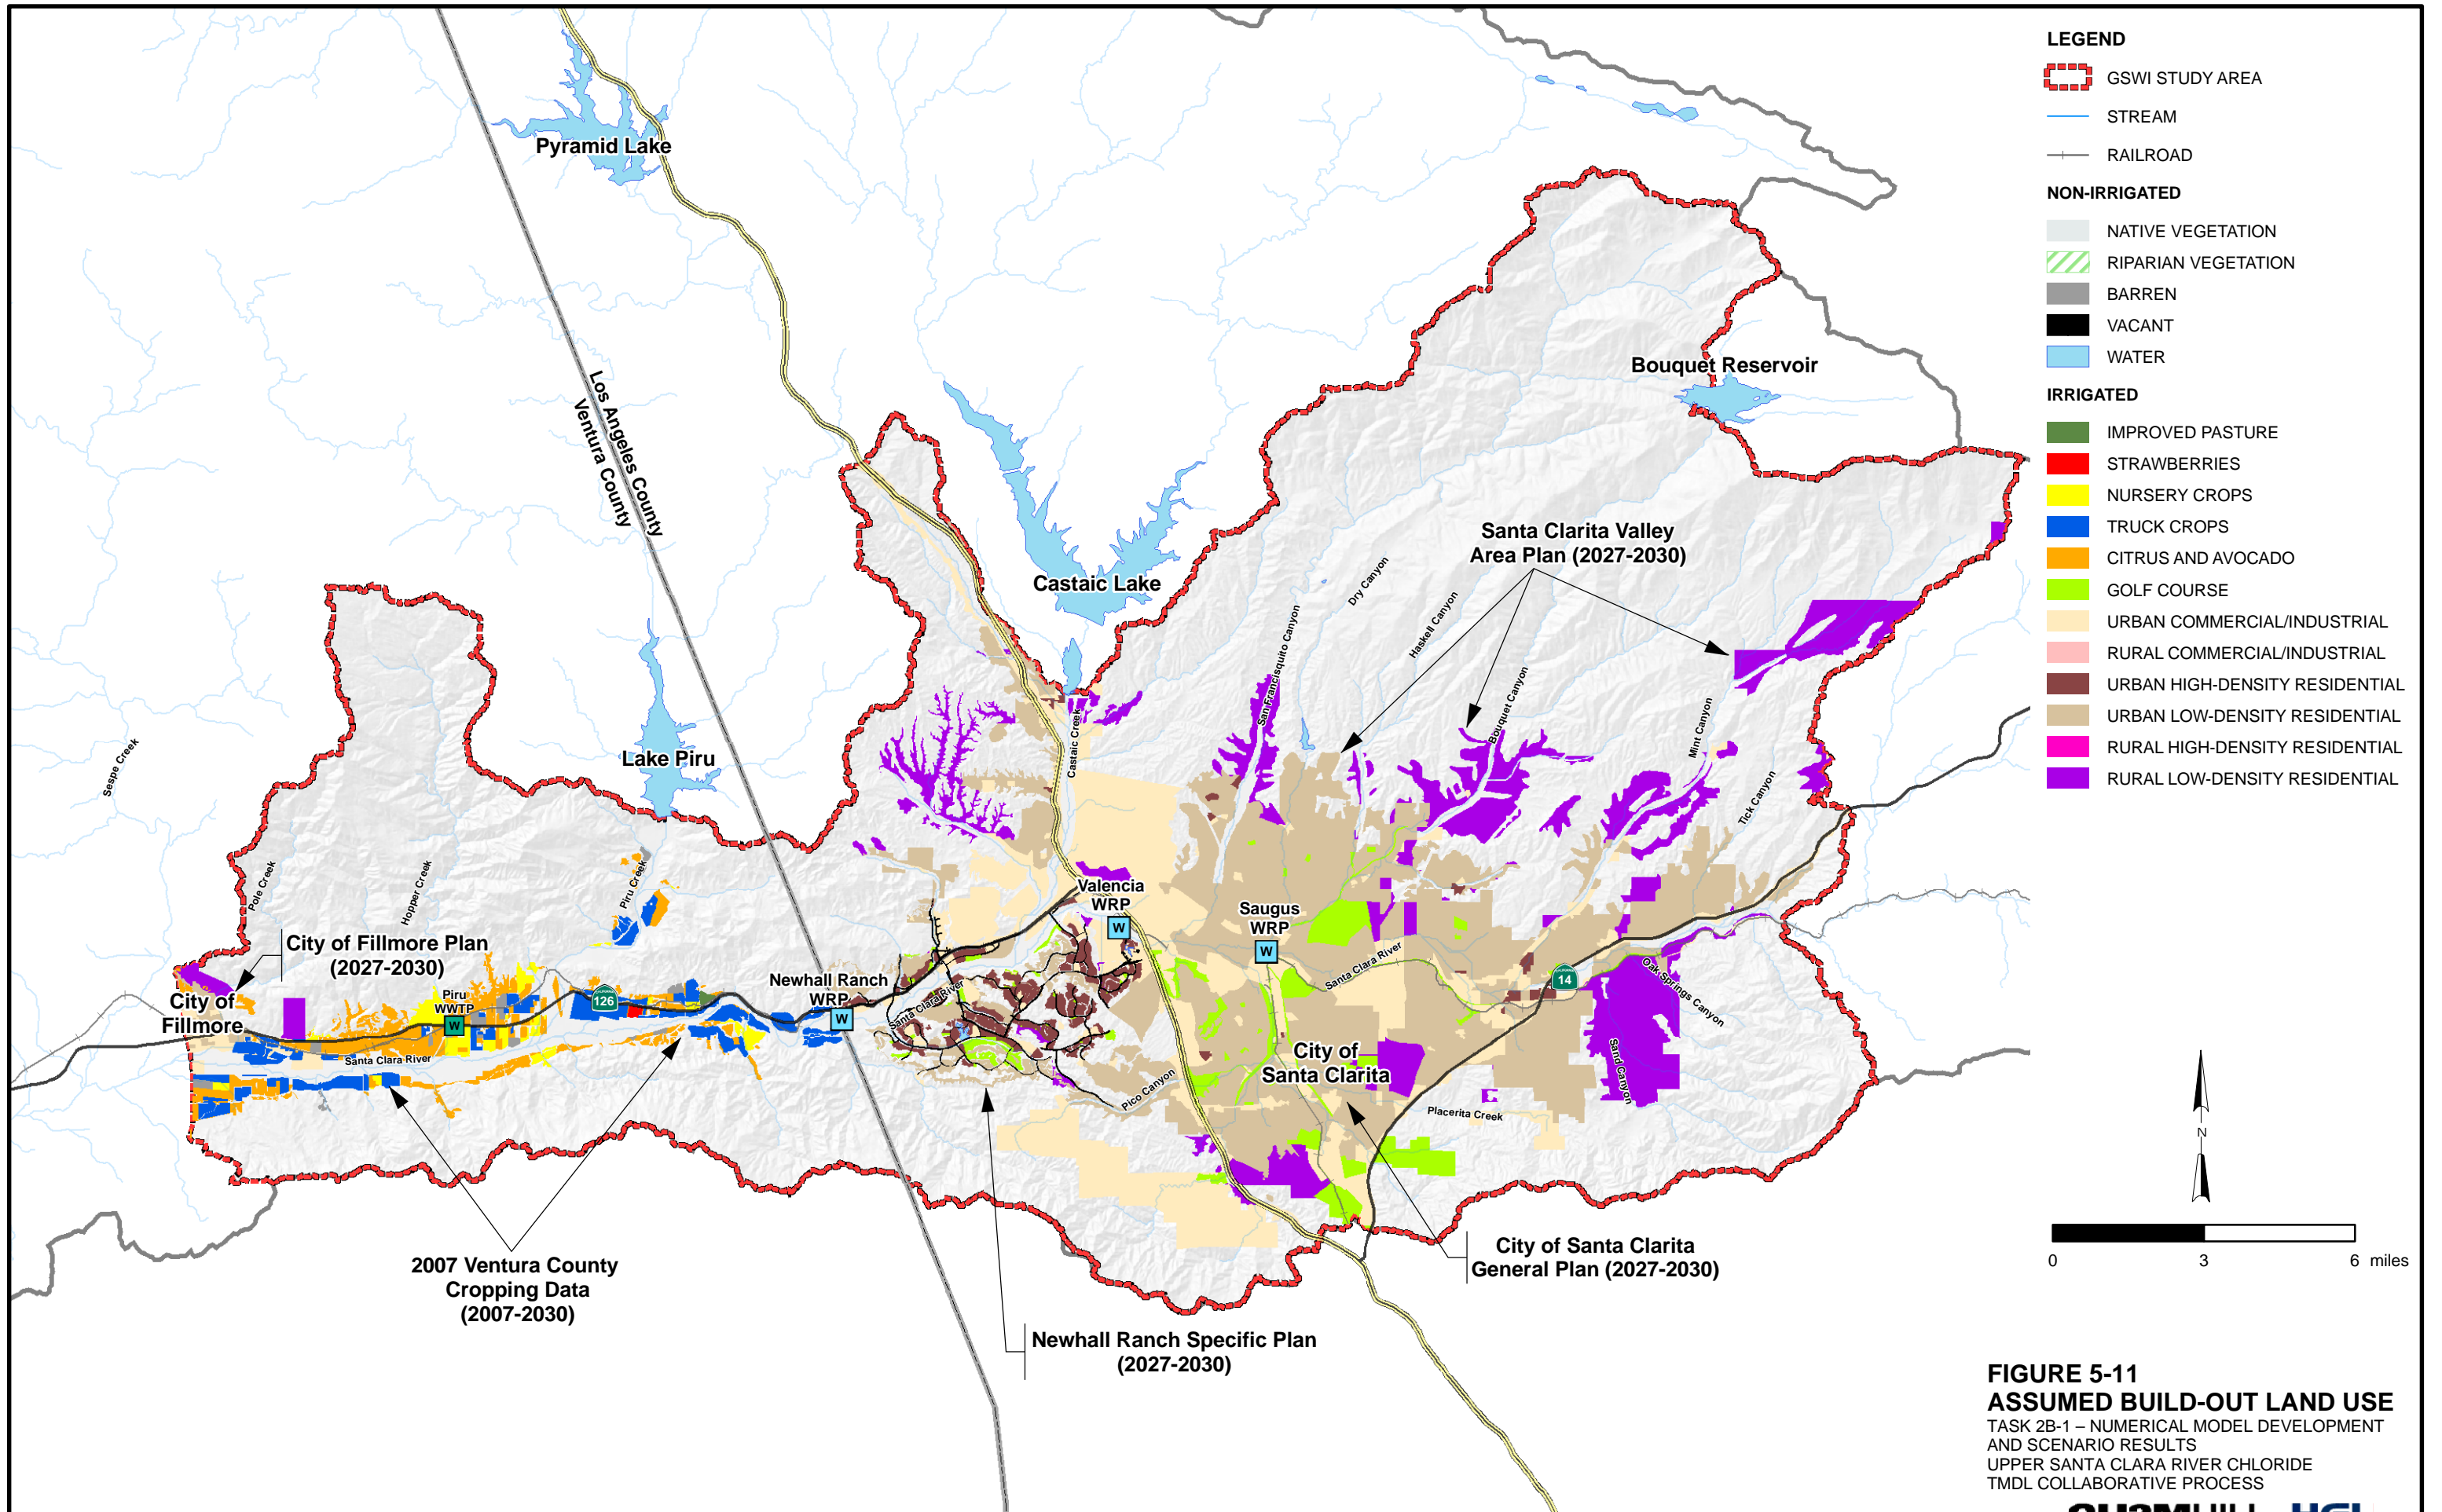 LEGEND
GSWI STUDY AREA
STREAM
RAILROAD
NON-IRRIGATED
NATIVE VEGETATION
RIPARIAN VEGETATION
BARREN
VACANT
WATER
IRRIGATED
IMPROVED PASTURE
STRAWBERRIES
NURSERY CROPS
TRUCK CROPS
CITRUS AND AVOCADO
GOLF COURSE
URBAN COMMERCIAL/INDUSTRIAL
RURAL COMMERCIAL/INDUSTRIAL
URBAN HIGH-DENSITY RESIDENTIAL
URBAN LOW-DENSITY RESIDENTIAL
RURAL HIGH-DENSITY RESIDENTIAL
RURAL LOW-DENSITY RESIDENTIAL
Pyramid Lake
Los Angeles County
Ventura County
Bouquet Reservoir
Castaic Lake
Santa Clarita Valley
Area Plan (2027-2030)
Dry Canyon
Haskell Canyon
San Francisquito Canyon
Bouquet Canyon
Mint Canyon
Tick Canyon
Castaic Creek
Lake Piru
Sespe Creek
Pole Creek
Hopper Creek
Piru Creek
City of Fillmore Plan
(2027-2030)
City of
Fillmore
Piru
WWTP
W
126
Santa Clara River
Newhall Ranch
WRP
W
Santa Clara River
Valencia
WRP
W
Saugus
WRP
W
Santa Clara River
14
Oak Springs Canyon
Sand Canyon
City of
Santa Clarita
Placerita Creek
Pico Canyon
2007 Ventura County
Cropping Data
(2007-2030)
Newhall Ranch Specific Plan
(2027-2030)
City of Santa Clarita
General Plan (2027-2030)
N
0 3 6 miles
FIGURE 5-11
ASSUMED BUILD-OUT LAND USE
TASK 2B-1 – NUMERICAL MODEL DEVELOPMENT
AND SCENARIO RESULTS
UPPER SANTA CLARA RIVER CHLORIDE
TMDL COLLABORATIVE PROCESS